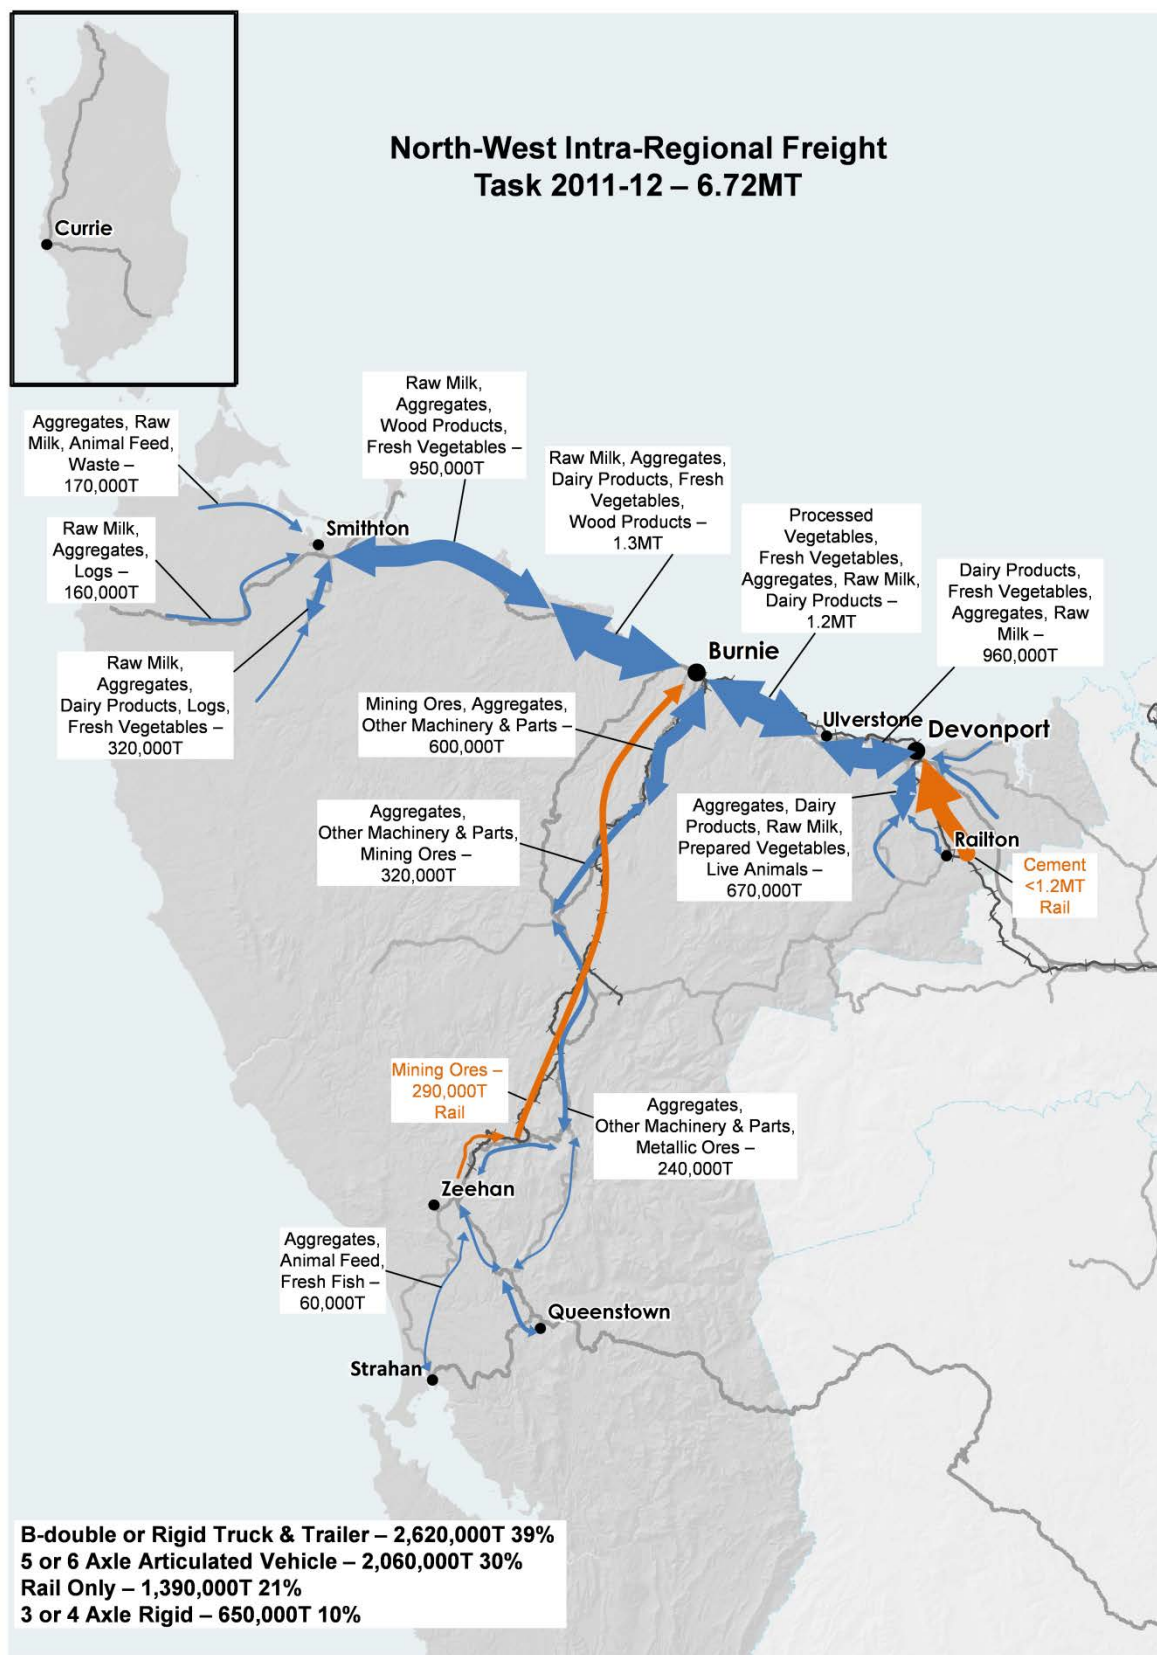 North-West Intra-Regional Freight
Task 2011-12 – 6.72MT
Currie
Raw Milk,
Aggregates,
Wood Products,
Fresh Vegetables –
950,000T
Aggregates, Raw
Milk, Animal Feed,
Waste –
170,000T
Raw Milk, Aggregates,
Dairy Products, Fresh
Vegetables,
Wood Products –
1.3MT
Processed
Vegetables,
Fresh Vegetables,
Aggregates, Raw Milk,
Dairy Products –
1.2MT
Smithton
Raw Milk,
Aggregates,
Logs –
160,000T
Dairy Products,
Fresh Vegetables,
Aggregates, Raw
Milk –
960,000T
Burnie
Raw Milk,
Aggregates,
Dairy Products, Logs,
Fresh Vegetables –
320,000T
Mining Ores, Aggregates,
Other Machinery & Parts –
600,000T
Ulverstone
Devonport
Aggregates,
Other Machinery & Parts,
Mining Ores –
320,000T
Aggregates, Dairy
Products, Raw Milk,
Prepared Vegetables,
Live Animals –
670,000T
Railton
Cement
<1.2MT
Rail
Mining Ores –
290,000T
Rail
Aggregates,
Other Machinery & Parts,
Metallic Ores –
240,000T
Zeehan
Aggregates,
Animal Feed,
Fresh Fish –
60,000T
Queenstown
Strahan
B-double or Rigid Truck & Trailer – 2,620,000T 39%
5 or 6 Axle Articulated Vehicle – 2,060,000T 30%
Rail Only – 1,390,000T 21%
3 or 4 Axle Rigid – 650,000T 10%